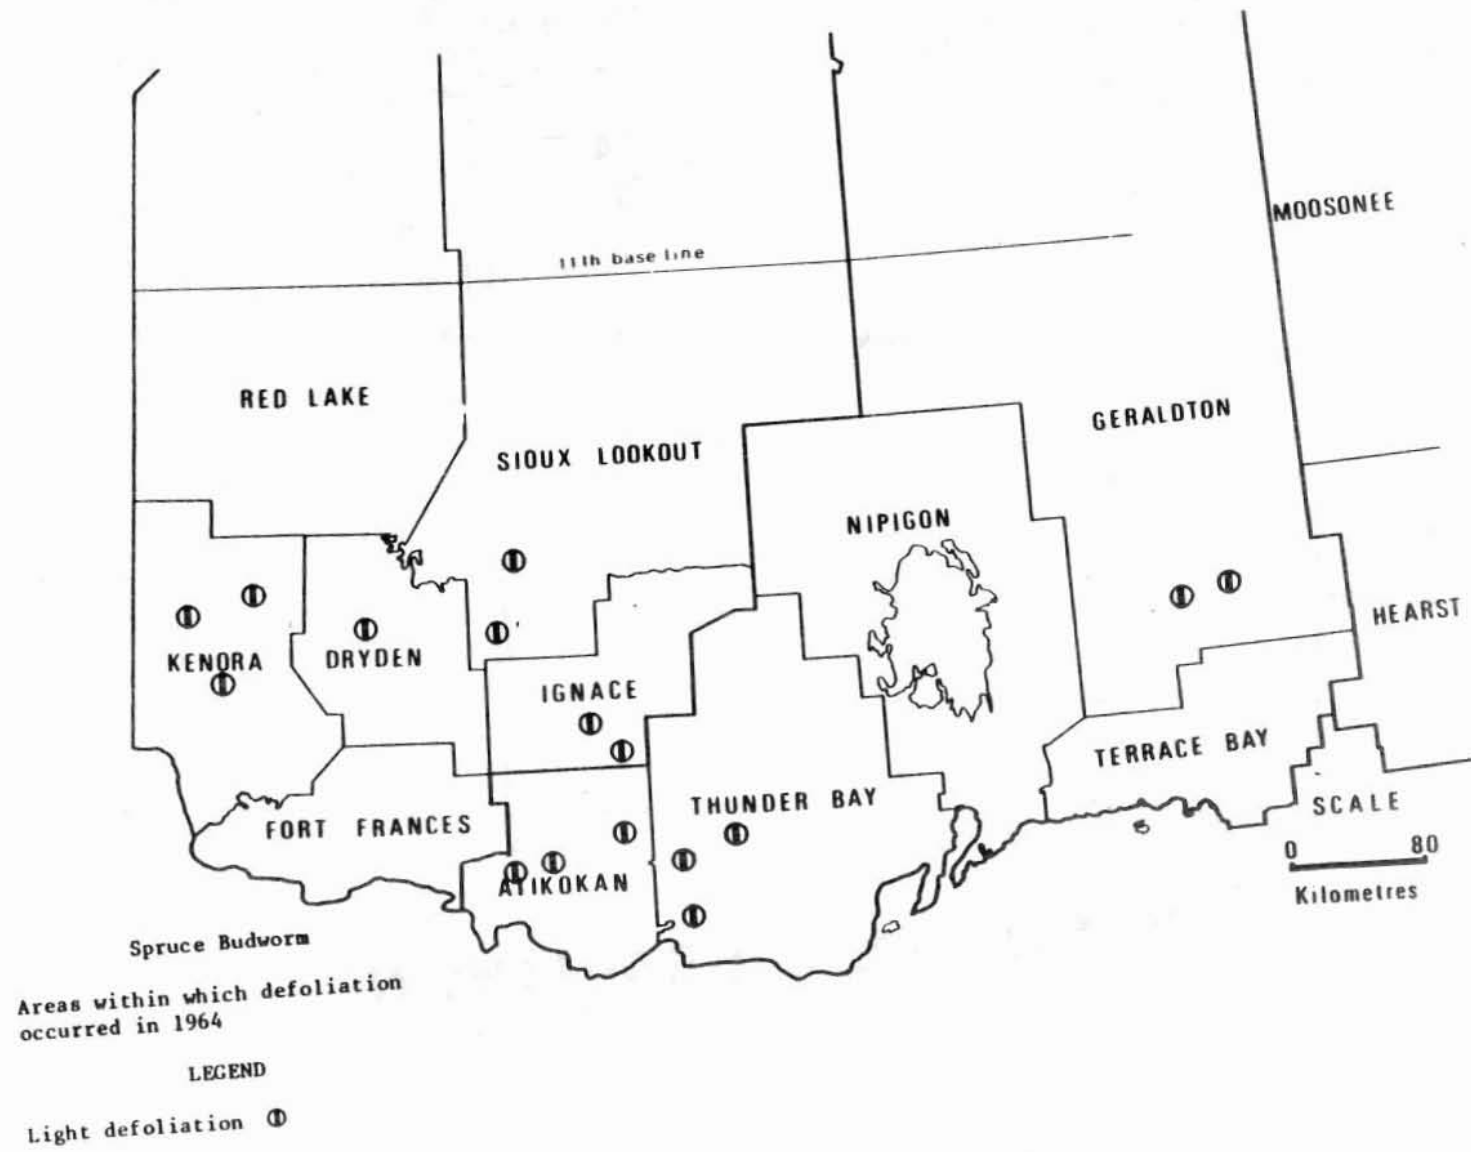 MOOSONEE
11th base line
RED LAKE
GERALDTON
SIOUX LOOKOUT
NIPIGON
HEARST
KENORA
DRYDEN
IGNACE
TERRACE BAY
THUNDER BAY
SCALE
FORT FRANCES
0 80
ATIKOKAN
Kilometres
Spruce Budworm
Areas within which defoliation
occurred in 1964
LEGEND
Light defoliation